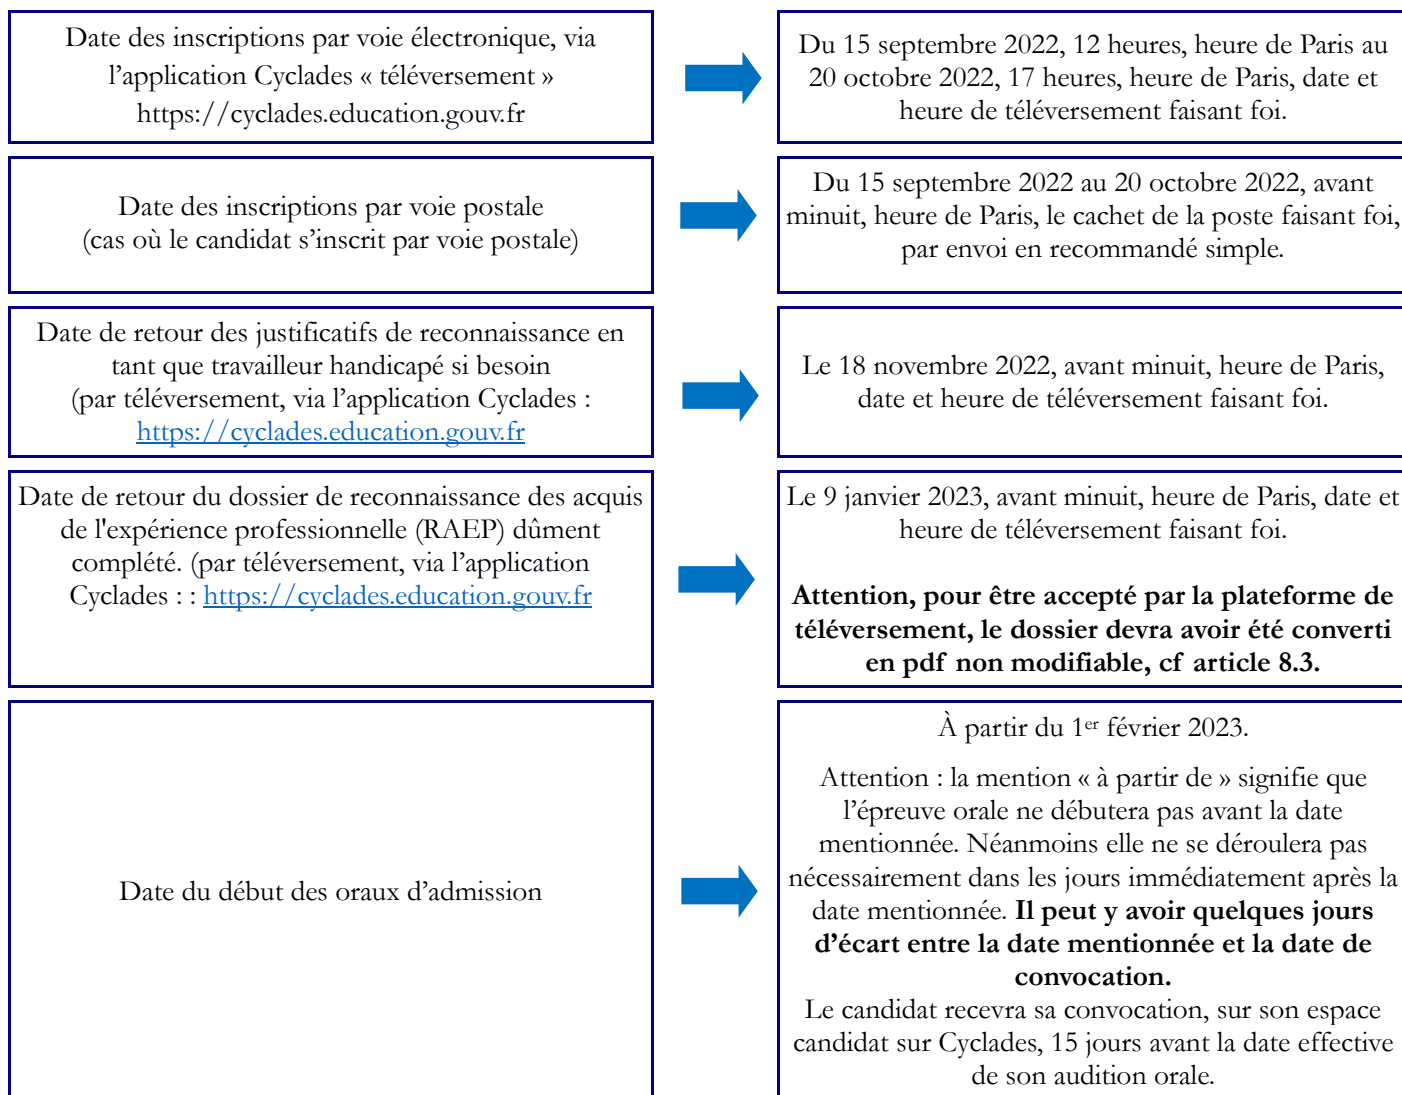 Date des inscriptions par voie électronique, via
l’application Cyclades « téléversement »
https://cyclades.education.gouv.fr
Du 15 septembre 2022, 12 heures, heure de Paris au
20 octobre 2022, 17 heures, heure de Paris, date et
heure de téléversement faisant foi.
Date des inscriptions par voie postale
(cas où le candidat s’inscrit par voie postale)
Du 15 septembre 2022 au 20 octobre 2022, avant
minuit, heure de Paris, le cachet de la poste faisant foi,
par envoi en recommandé simple.
Date de retour des justificatifs de reconnaissance en
tant que travailleur handicapé si besoin
(par téléversement, via l’application Cyclades :
https://cyclades.education.gouv.fr
Le 18 novembre 2022, avant minuit, heure de Paris,
date et heure de téléversement faisant foi.
Date de retour du dossier de reconnaissance des acquis
de l'expérience professionnelle (RAEP) dûment
complété. (par téléversement, via l’application
Cyclades : : https://cyclades.education.gouv.fr
Le 9 janvier 2023, avant minuit, heure de Paris, date et
heure de téléversement faisant foi.
Attention, pour être accepté par la plateforme de
téléversement, le dossier devra avoir été converti
en pdf non modifiable, cf article 8.3.
Date du début des oraux d’admission
À partir du 1er février 2023.
Attention : la mention « à partir de » signifie que
l’épreuve orale ne débutera pas avant la date
mentionnée. Néanmoins elle ne se déroulera pas
nécessairement dans les jours immédiatement après la
date mentionnée. Il peut y avoir quelques jours
d’écart entre la date mentionnée et la date de
convocation.
Le candidat recevra sa convocation, sur son espace
candidat sur Cyclades, 15 jours avant la date effective
de son audition orale.